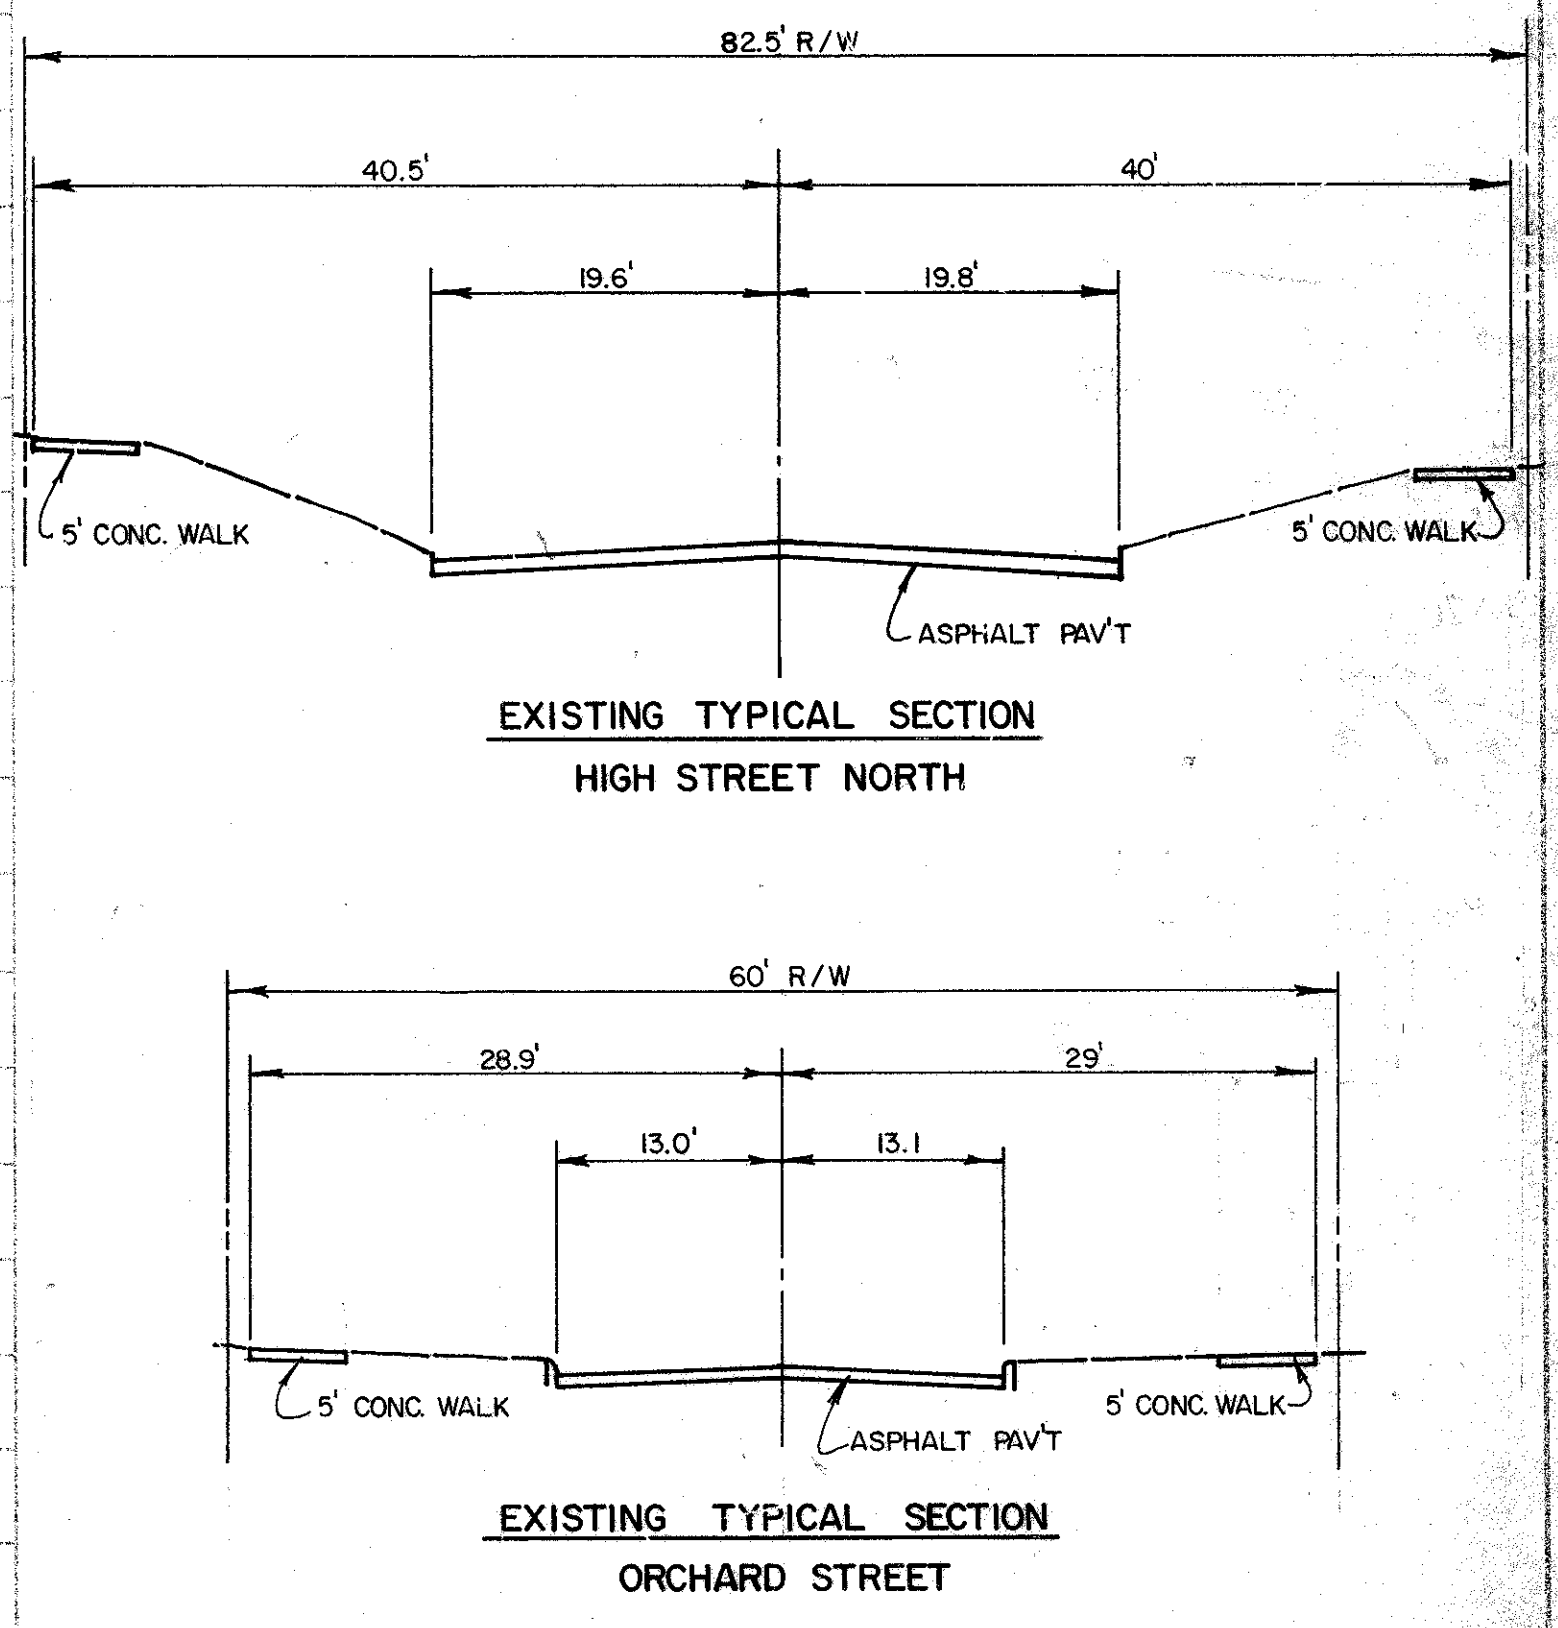 82.5' R/W
40.5' 40'
19.6' 19.8'
5' CONC. WALK
5' CONC. WALK
ASPHALT PAV'T
EXISTING TYPICAL SECTION
HIGH STREET NORTH
60' R/W
28.9' 29'
13.0' 13.1
5' CONC. WALK
5' CONC. WALK
ASPHALT PAV'T
EXISTING TYPICAL SECTION
ORCHARD STREET